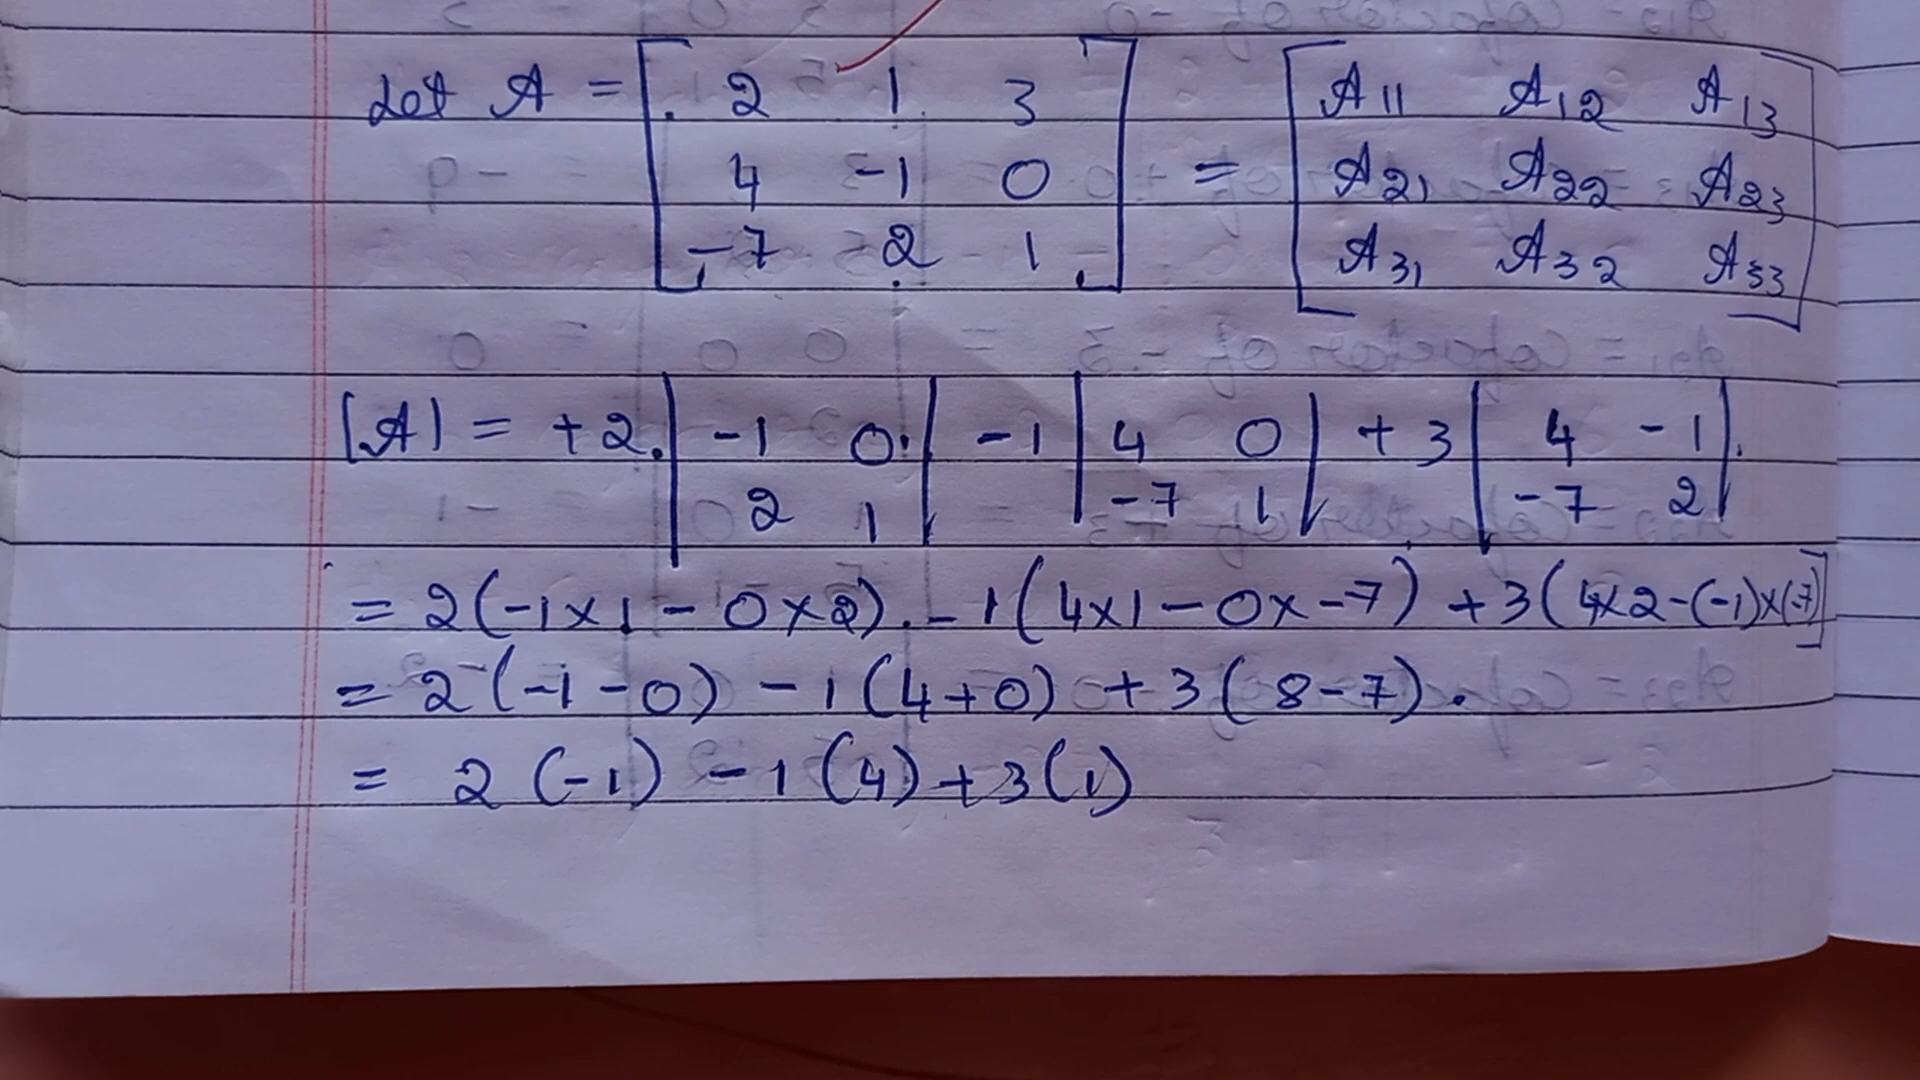 Let A = [ 2 1 3 ] = [ A11 A12 A13 ]
[ 4 -1 0 ] [ A21 A22 A23 ]
[ -7 2 1 ] [ A31 A32 A33 ]
|A| = +2 | -1 0 | -1 | 4 0 | + 3 | 4 -1 |
| 2 1 | | -7 1 | | -7 2 |
= 2(-1×1 - 0×2) - 1(4×1 - 0×-7) + 3(4×2-(-1)×(-7)]
= 2(-1-0) - 1(4+0) + 3(8-7).
= 2(-1) - 1(4) + 3(1)